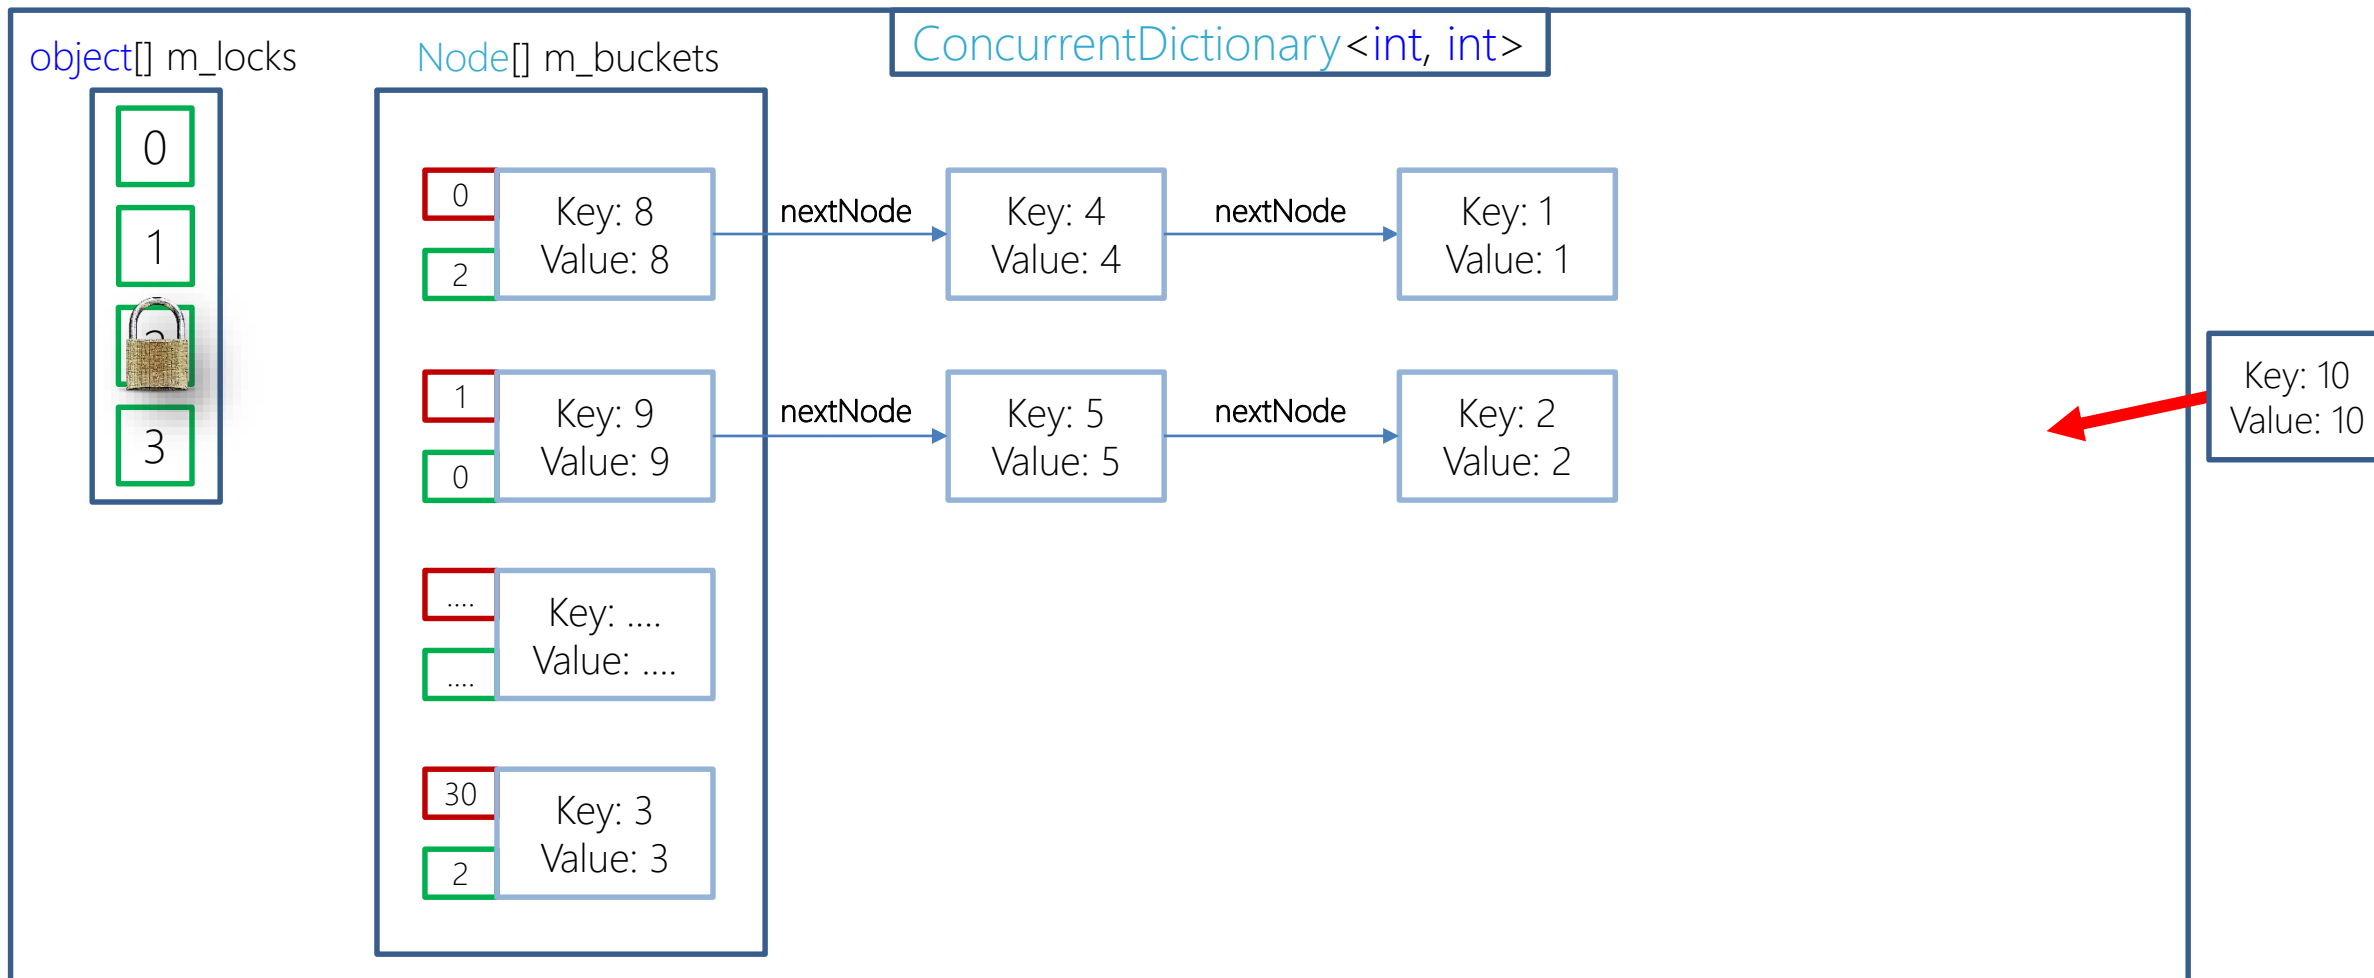 ConcurrentDictionary<int, int>
object[] m_locks
0
1
3
Node[] m_buckets
0
2
Key: 8
Value: 8
nextNode
Key: 4
Value: 4
nextNode
Key: 1
Value: 1
1
0
Key: 9
Value: 9
nextNode
Key: 5
Value: 5
nextNode
Key: 2
Value: 2
....
....
Key: ....
Value: ....
30
2
Key: 3
Value: 3
Key: 10
Value: 10